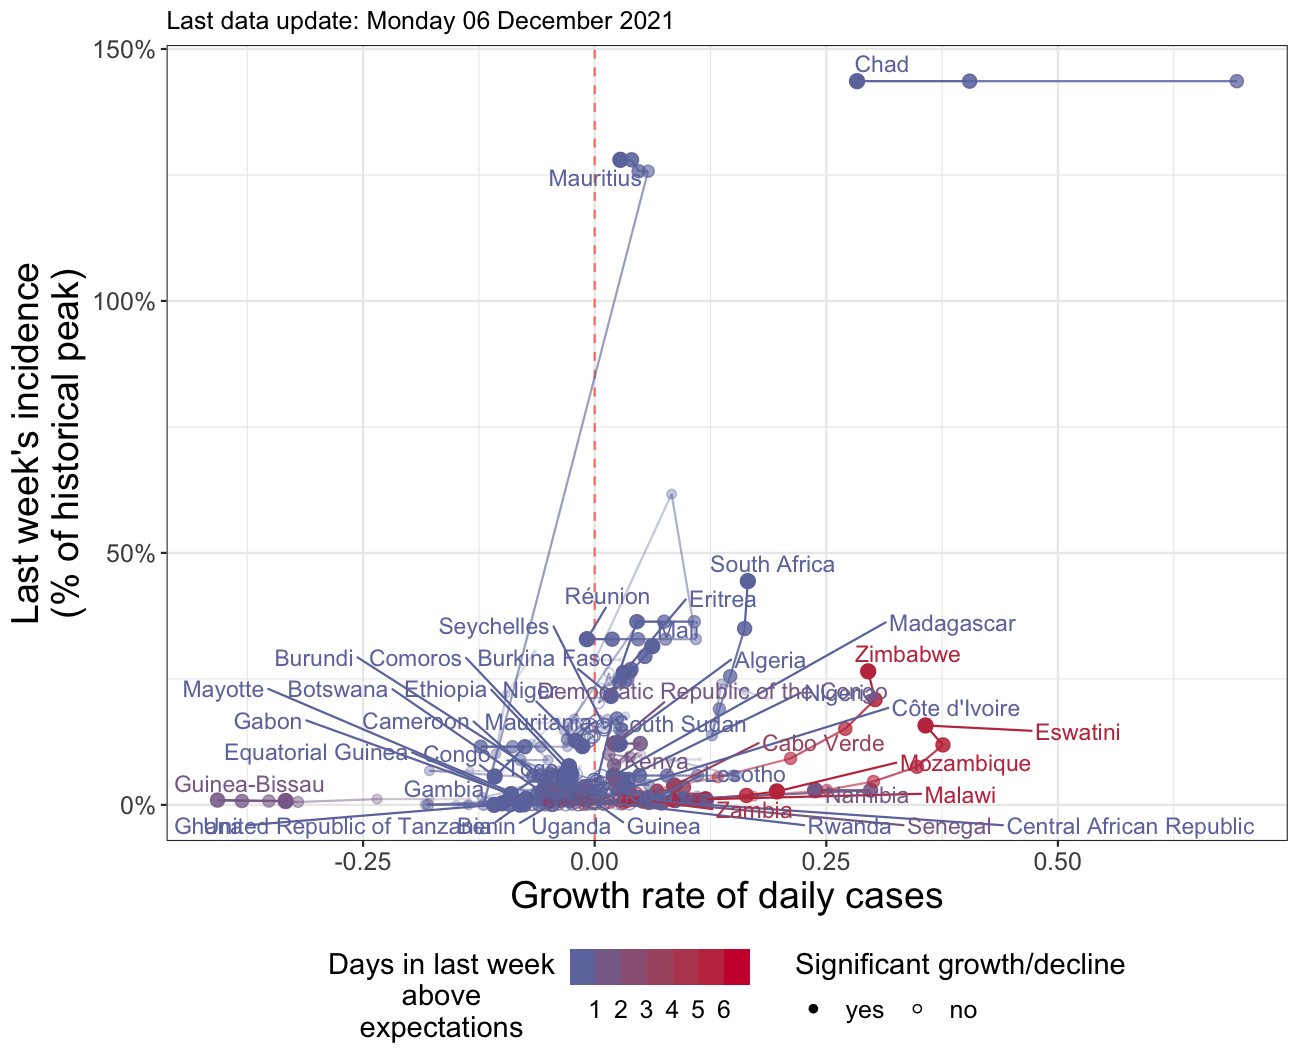 Last data update: Monday 06 December 2021
150%
100%
50%
0%
Last week's incidence
(% of historical peak)
Chad
Mauritius
South Africa
Réunion
Eritrea
Seychelles
Mali
Madagascar
Burundi
Comoros
Burkina Faso
Algeria
Zimbabwe
Mayotte
Botswana
Ethiopia
Niger
Democratic Republic of the Congo
Nigeria
Côte d'Ivoire
Gabon
Cameroon
Mauritania
South Sudan
Eswatini
Equatorial Guinea
Congo
Cabo Verde
Togo
Kenya
Lesotho
Mozambique
Guinea-Bissau
Gambia
Namibia
Malawi
Zambia
Ghana
United Republic of Tanzania
Benin
Uganda
Guinea
Rwanda
Senegal
Central African Republic
-0.25
0.00
0.25
0.50
Growth rate of daily cases
Days in last week
above
expectations
1 2 3 4 5 6
Significant growth/decline
yes
no